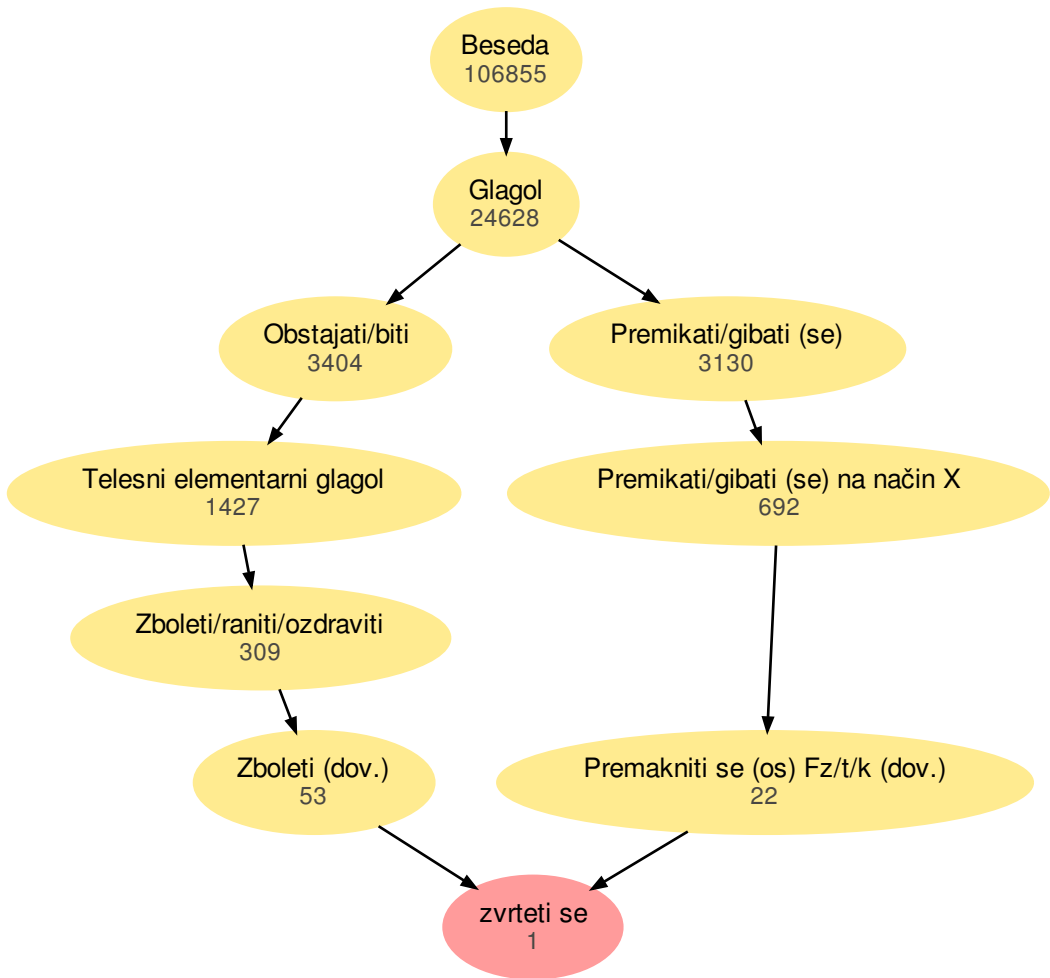 Beseda
106855
Glagol
24628
Obstajati/biti
3404
Premikati/gibati (se)
3130
Telesni elementarni glagol
1427
Premikati/gibati (se) na način X
692
Zboleti/raniti/ozdraviti
309
Zboleti (dov.)
53
Premakniti se (os) Fz/t/k (dov.)
22
zvrteti se
1